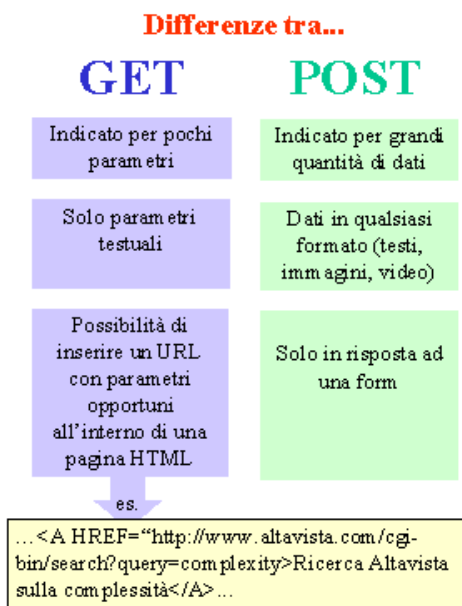 Differenze tra...
GET
POST
Indicato per pochi
parametri
Indicato per grandi
quantità di dati
Solo parametri
testuali
Dati in qualsiasi
formato (testi,
immagini, video)
Possibilità di
inserire un URL
con parametri
opportuni
all'interno di una
pagina HTML
Solo in risposta ad
una form
es.
...<A HREF=“http://www.altavista.com/cgi-
bin/search?query=complexity>Ricerca Altavista
sulla complessità</A>...